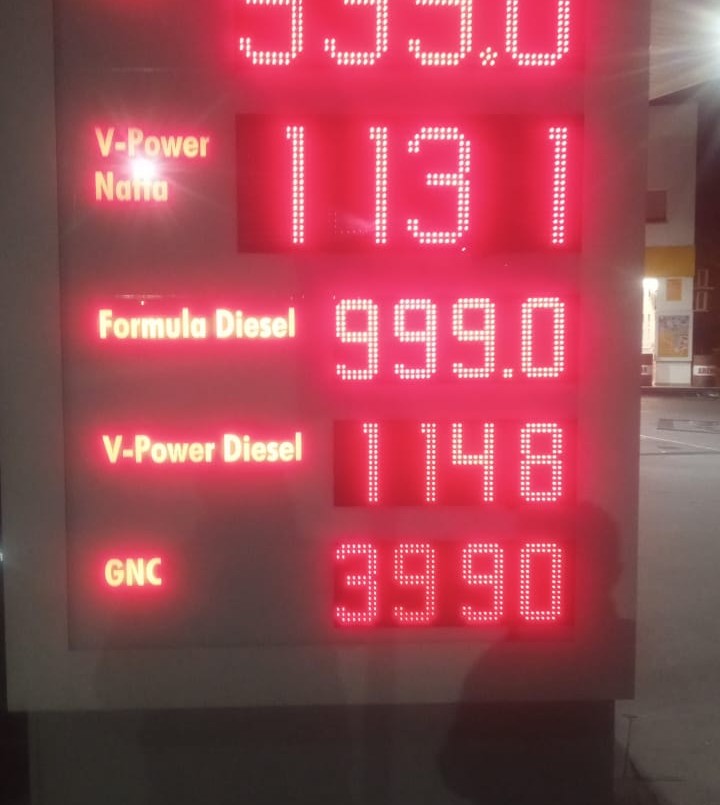 V-Power
Nafta 1131
Formula Diesel 999.0
V-Power Diesel 1148
GNC 3990